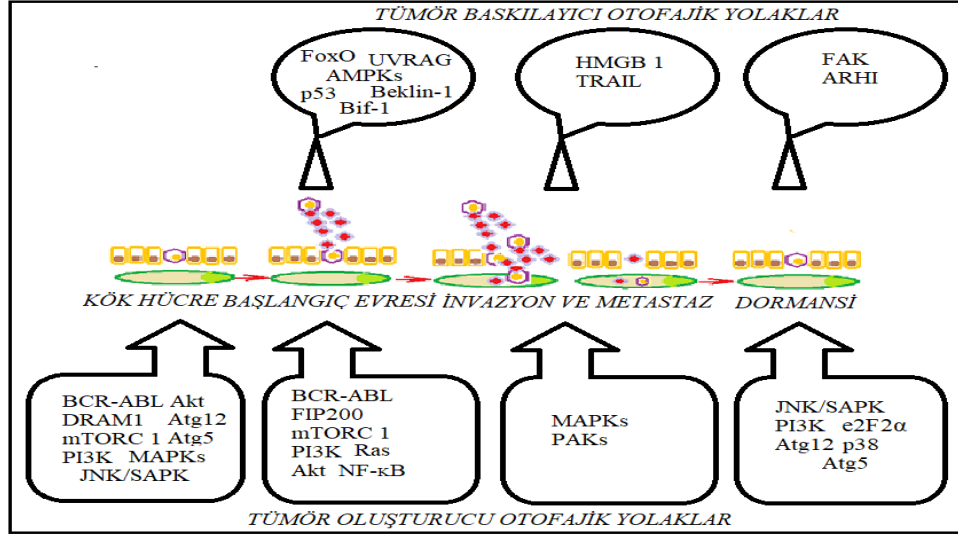 TÜMÖR BASKILAYICI OTOFAJİK YOLAKLAR
FoxO UVRAG
AMPKs
p53 Beklin-1
Bif-1
HMGB 1
TRAIL
FAK
ARHI
KÖK HÜCRE BAŞLANGIÇ EVRESİ İNVAZYON VE METASTAZ DORMANSİ
BCR-ABL Akt
DRAM1 Atg12
mTORC 1 Atg5
PI3K MAPKs
JNK/SAPK
BCR-ABL
FIP200
mTORC 1
PI3K Ras
Akt NF-κB
MAPKs
PAKs
JNK/SAPK
PI3K e2F2α
Atg12 p38
Atg5
TÜMÖR OLUŞTURUCU OTOFAJİK YOLAKLAR